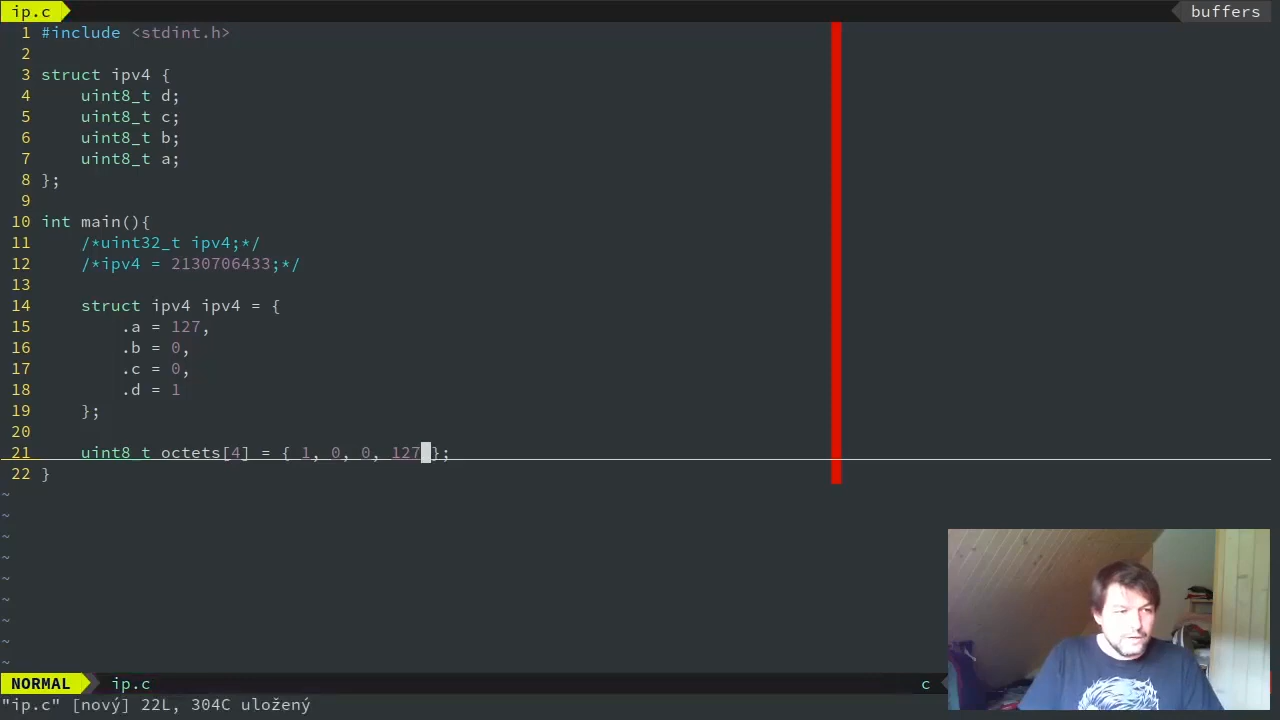 ip.c buffers
1 #include <stdint.h>
2
3 struct ipv4 {
4 uint8_t d;
5 uint8_t c;
6 uint8_t b;
7 uint8_t a;
8 };
9
10 int main(){
11 /*uint32_t ipv4;*/
12 /*ipv4 = 2130706433;*/
13
14 struct ipv4 ipv4 = {
15 .a = 127,
16 .b = 0,
17 .c = 0,
18 .d = 1
19 };
20
21 uint8_t octets[4] = { 1, 0, 0, 127 };
22 }
~
~
~
~
~
~
~
~
~
NORMAL ip.c c
"ip.c" [nový] 22L, 304C uložený